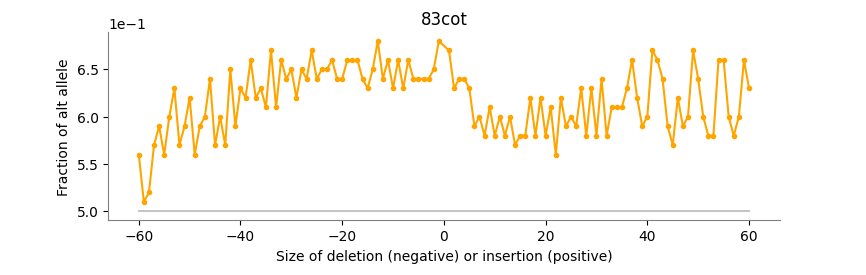 83cot
1e−1
6.5
6.0
5.5
5.0
Fraction of alt allele
−60 −40 −20 0 20 40 60
Size of deletion (negative) or insertion (positive)